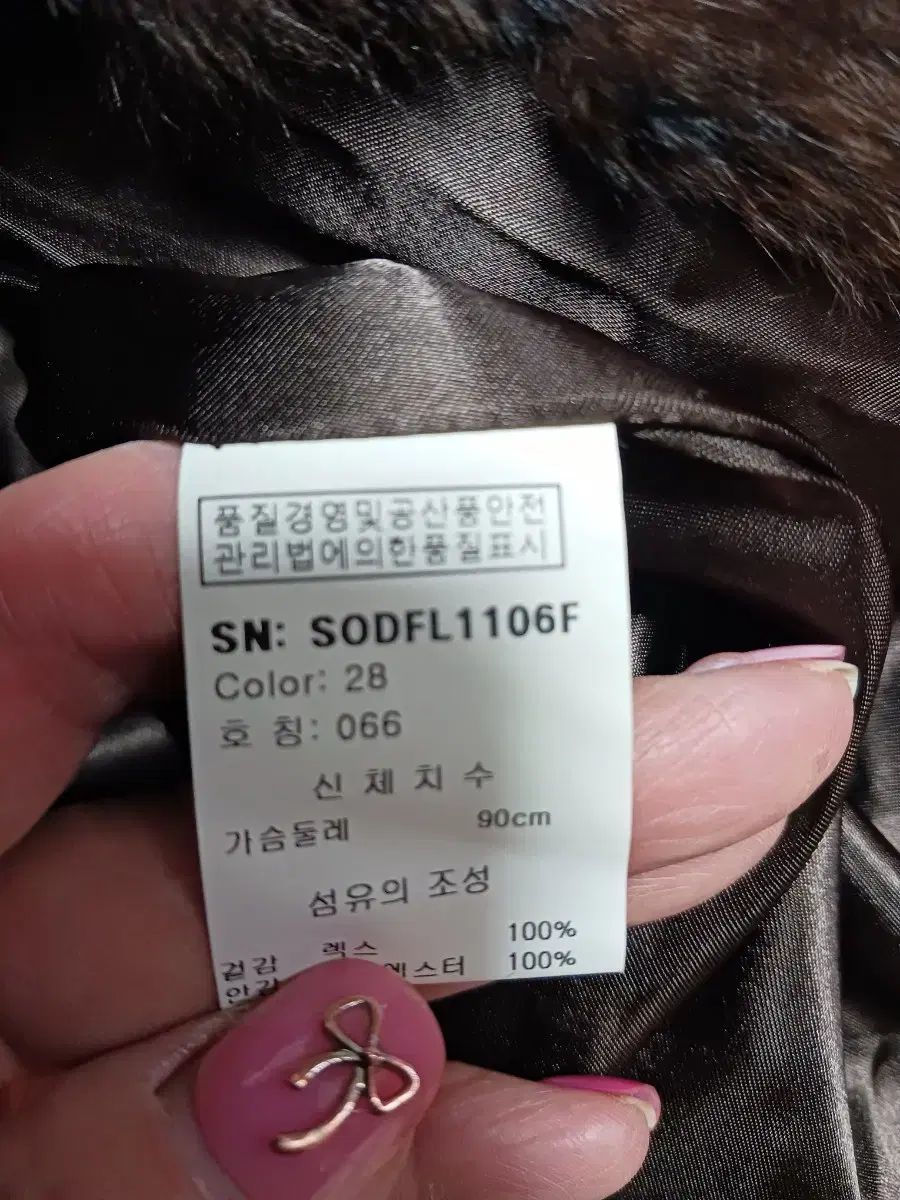 품질경영및공산품안전
관리법에의한품질표시
SN: SODFL1106F
Color: 28
호 칭: 066
신 체 치 수
가슴둘레 90cm
섬유의 조성
겉감 렉스 100%
100%